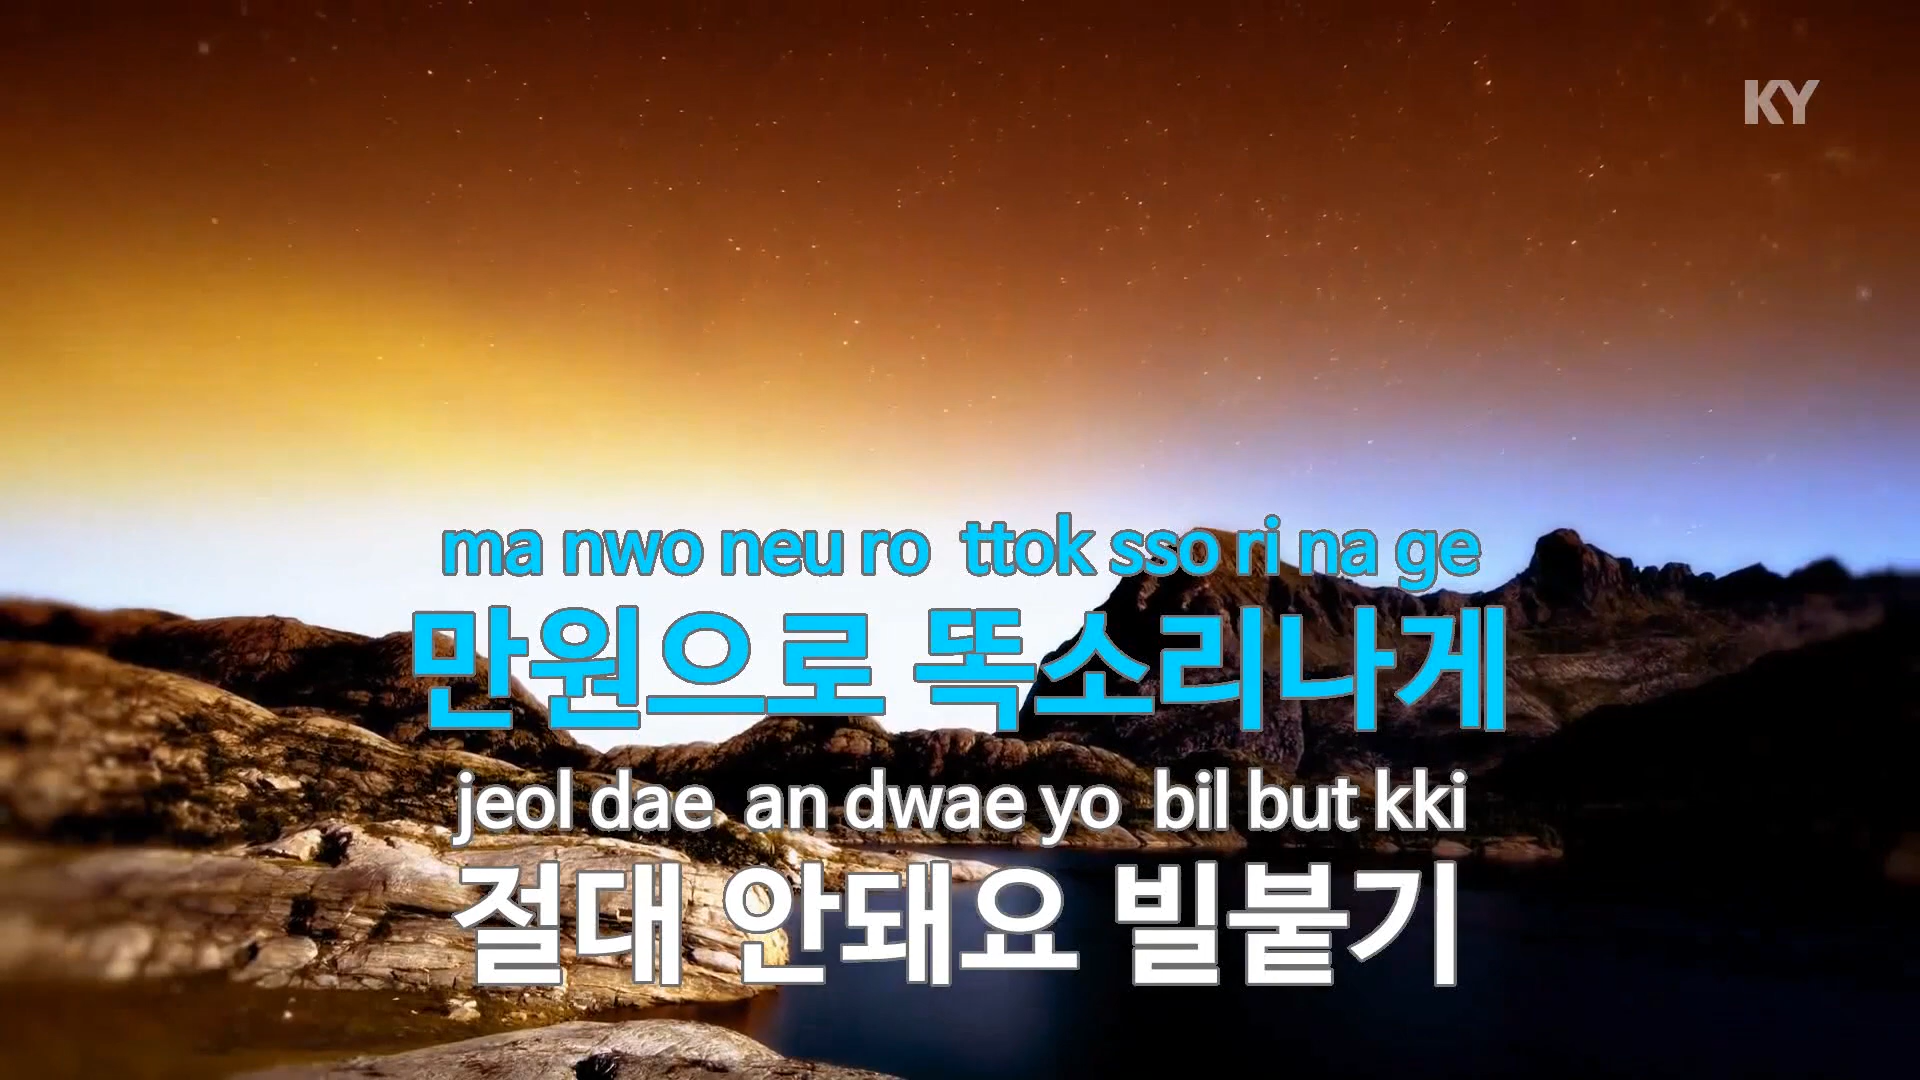 KY
ma nwo neu ro ttok sso ri na ge
만원으로 똑소리나게
jeol dae an dwae yo bil but kki
절대 안돼요 빌붙기